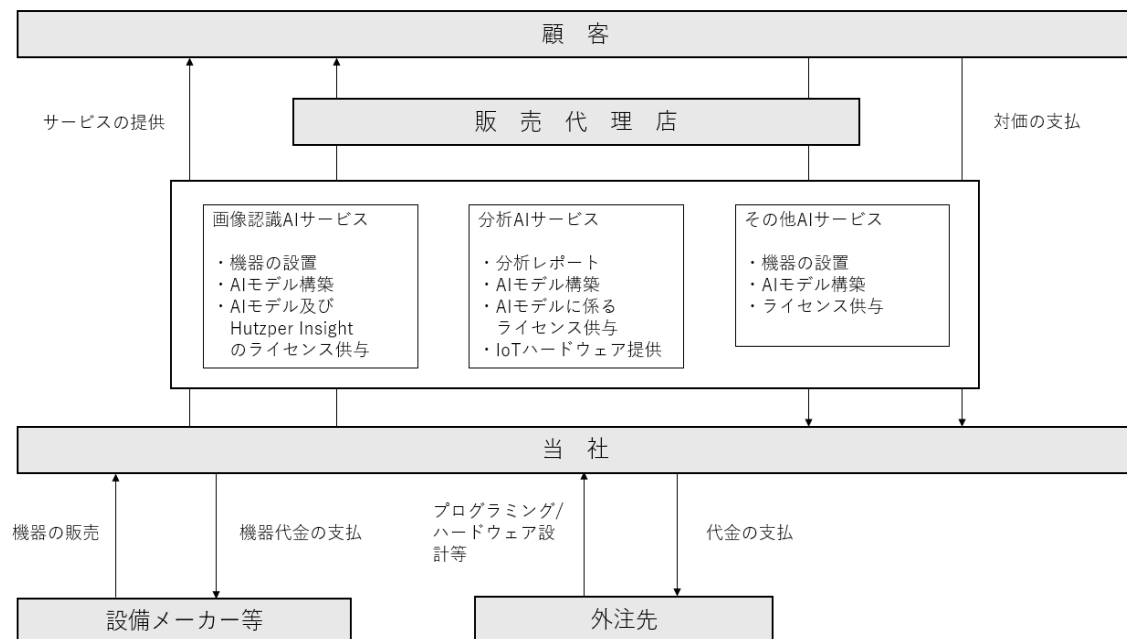 顧 客
サービスの提供
販 売 代 理 店
対価の支払
画像認識AIサービス
・機器の設置
・AIモデル構築
・AIモデル及び
Hutzper Insight
のライセンス供与
分析AIサービス
・分析レポート
・AIモデル構築
・AIモデルに係る
ライセンス供与
・IoTハードウェア提供
その他AIサービス
・機器の設置
・AIモデル構築
・ライセンス供与
当 社
機器の販売
機器代金の支払
プログラミング/
ハードウェア設
計等
代金の支払
設備メーカー等
外注先